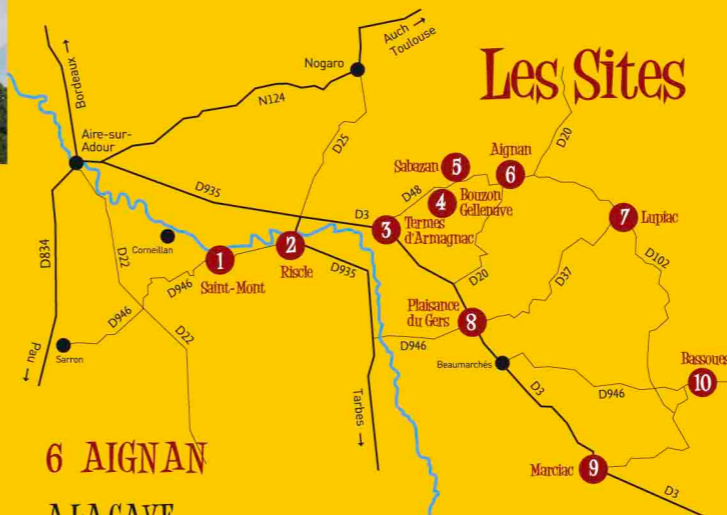 Les Sites
Bordeaux
Auch
Toulouse
Nogaro
N124
D25
D20
Aire-sur-
Adour
D935
D3
Sabazan
5
Aignan
6
D48
4
Bouzon
Gellenave
3
Termes
d'Armagnac
7
Lupiac
D834
D22
Corneillan
1
Saint-Mont
2
Riscle
D935
D20
D37
D102
D946
D946
D22
Sarron
Pau
Plaisance
du Gers
8
D946
Beaumarchés
Bassoues
10
D3
D946
Tarbes
Marciac
9
D3
6 AIGNAN